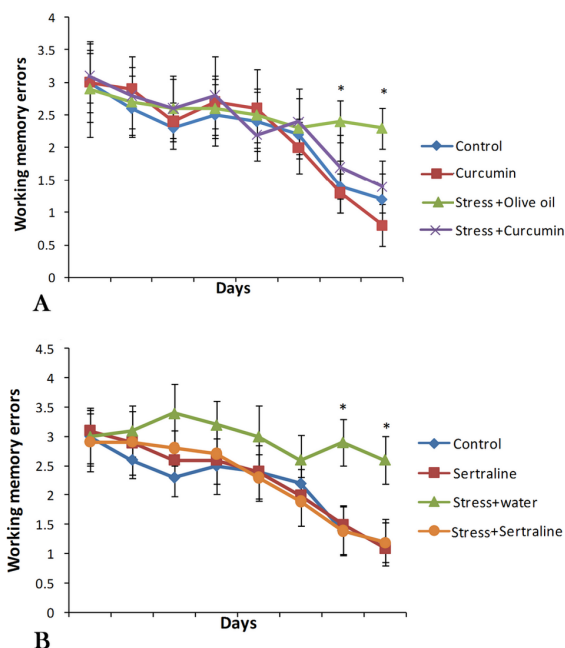 4
3.5
3
2.5
2
1.5
1
0.5
0
Working memory errors
* *
Control
Curcumin
Stress+Olive oil
Stress+Curcumin
Days
A
4.5
4
3.5
3
2.5
2
1.5
1
0.5
0
Working memory errors
*
*
Control
Sertraline
Stress+water
Stress+Sertraline
Days
B